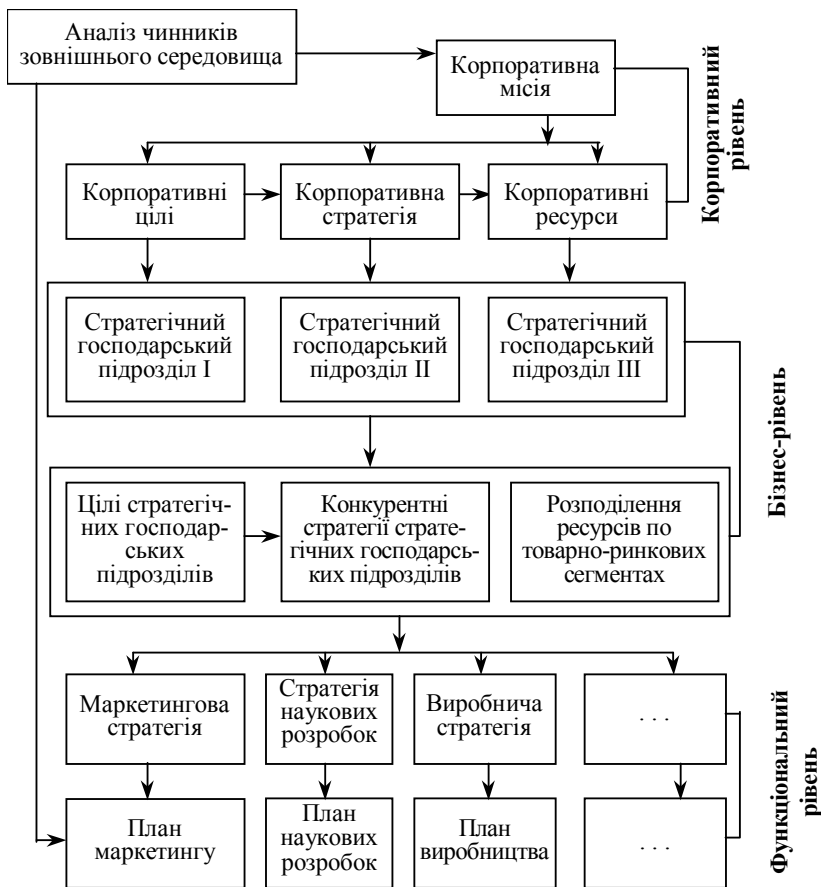 Аналіз чинників
зовнішнього середовища
Корпоративна
місія
Корпоративний
рівень
Корпоративні
цілі
Корпоративна
стратегія
Корпоративні
ресурси
Стратегічний
господарський
підрозділ I
Стратегічний
господарський
підрозділ II
Стратегічний
господарський
підрозділ III
Бізнес-рівень
Цілі стратегіч-
них господар-
ських
підрозділів
Конкурентні
стратегії страте-
гічних господарсь-
ких підрозділів
Розподілення
ресурсів по
товарно-ринкових
сегментах
Маркетингова
стратегія
Стратегія
наукових
розробок
Виробнича
стратегія
. . .
Функціональний
рівень
План
маркетингу
План
наукових
розробок
План
виробництва
. . .